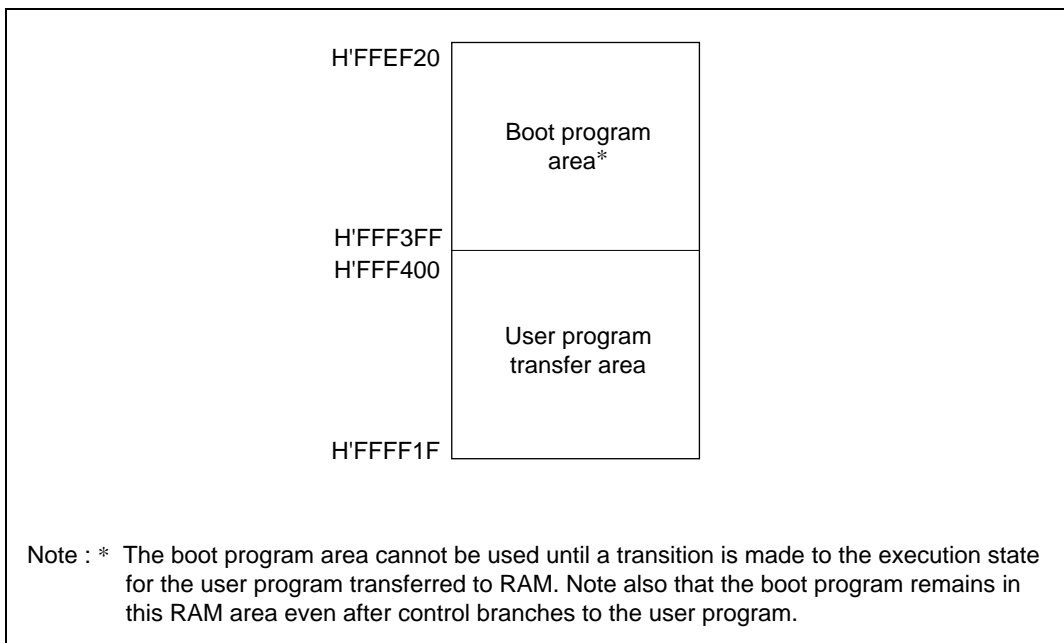 H'FFEF20
Boot program
area*
H'FFF3FF
H'FFF400
User program
transfer area
H'FFFF1F
Note : * The boot program area cannot be used until a transition is made to the execution state
for the user program transferred to RAM. Note also that the boot program remains in
this RAM area even after control branches to the user program.